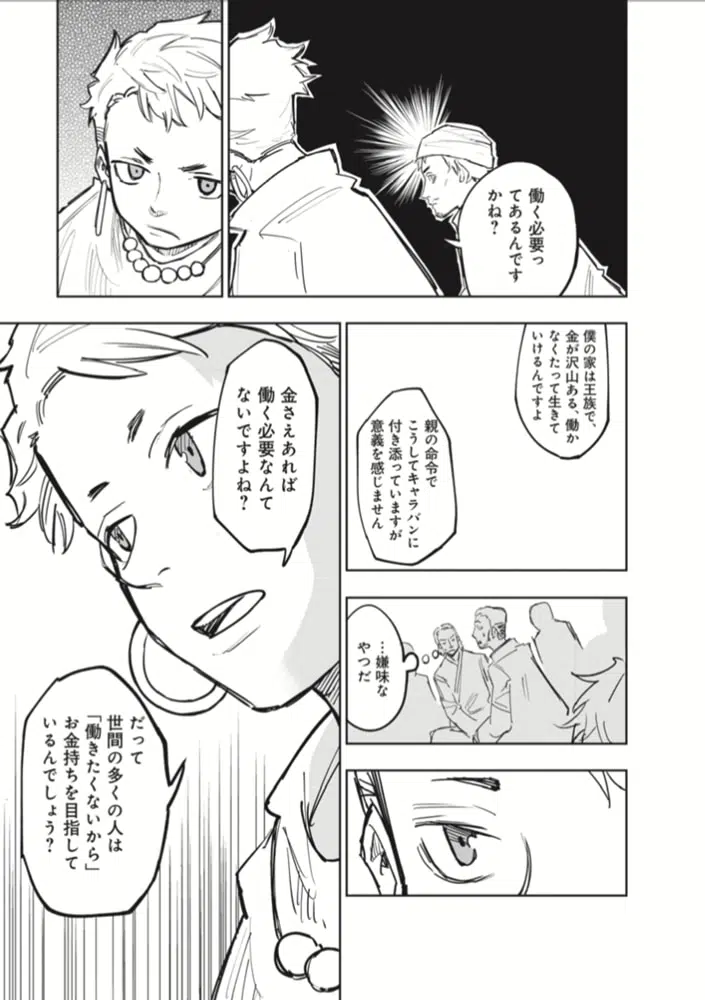 働く必要っ
てあるんです
かね?
僕の家は王族で、
金が沢山ある、働か
なくたって生きて
いけるんですよ
親の命令で
こうしてキャラバンに
付き添っていますが
意義を感じません
…嫌味な
やつだ
金さえあれば
働く必要なんて
ないですよね?
だって
世間の多くの人は
「働きたくないから」
お金持ちを目指して
いるんでしょう?